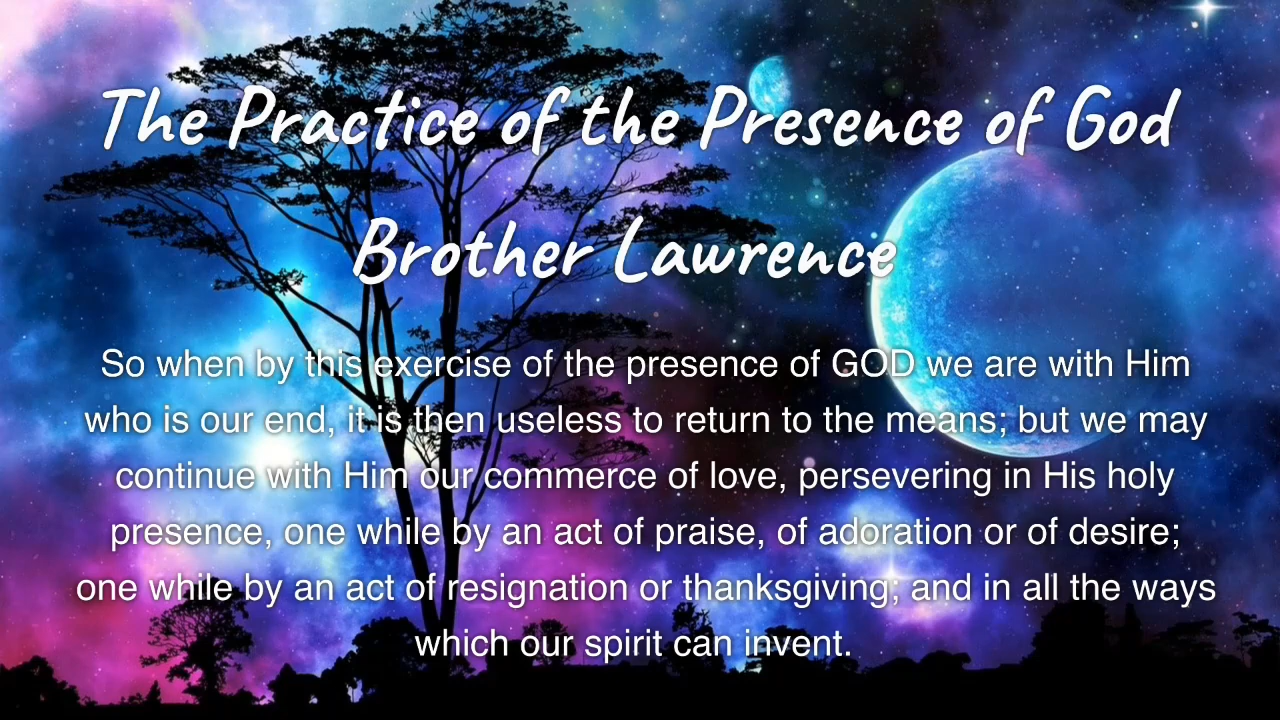 The Practice of the Presence of God
Brother Lawrence
So when by this exercise of the presence of GOD we are with Him
who is our end, it is then useless to return to the means; but we may
continue with Him our commerce of love, persevering in His holy
presence, one while by an act of praise, of adoration or of desire;
one while by an act of resignation or thanksgiving; and in all the ways
which our spirit can invent.